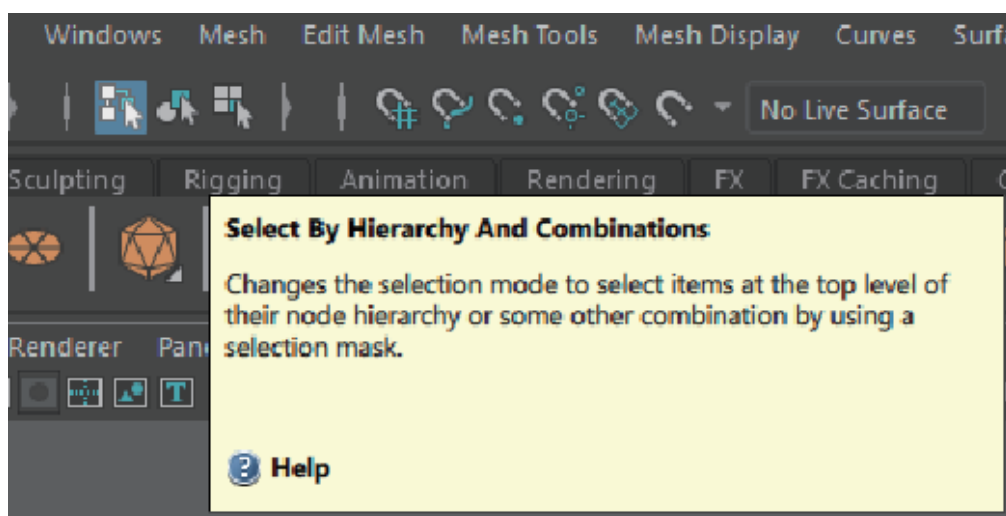 Windows Mesh Edit Mesh Mesh Tools Mesh Display Curves
No Live Surface
Sculpting Rigging Animation Rendering FX FX Caching
Select By Hierarchy And Combinations
Changes the selection mode to select items at the top level of
their node hierarchy or some other combination by using a
selection mask.
Renderer
T
? Help